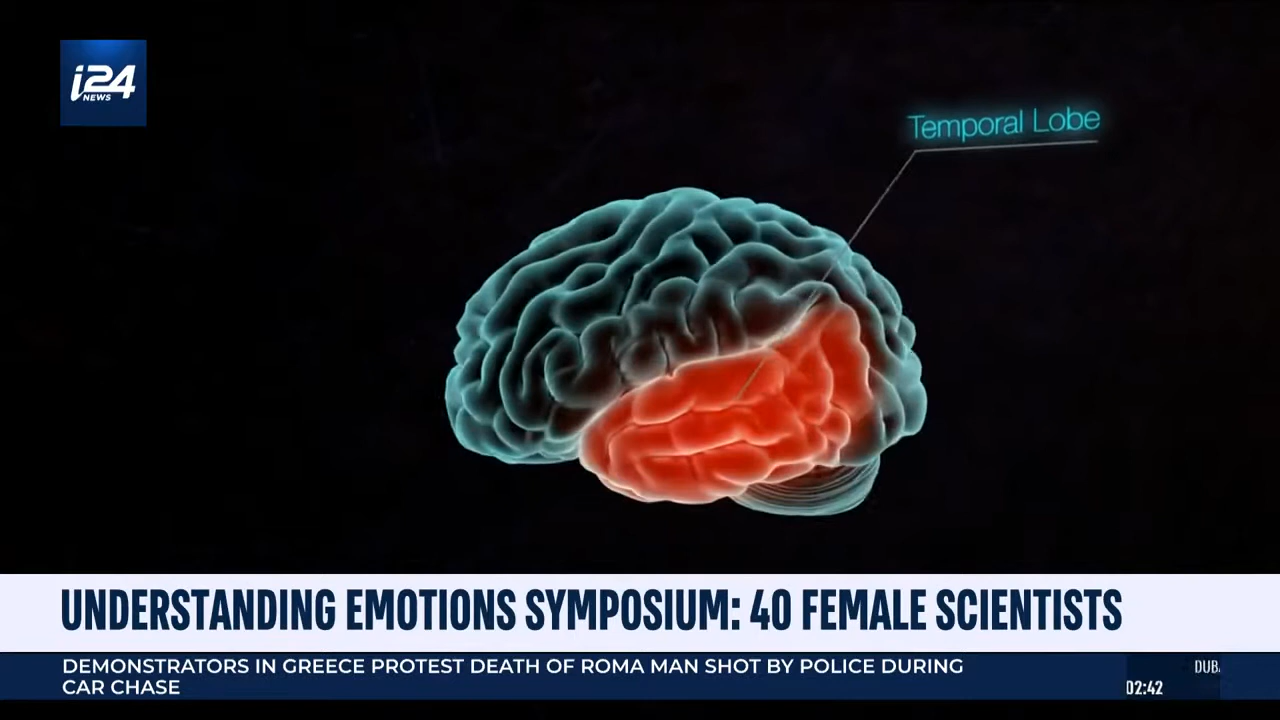 i24
NEWS
Temporal Lobe
UNDERSTANDING EMOTIONS SYMPOSIUM: 40 FEMALE SCIENTISTS
DEMONSTRATORS IN GREECE PROTEST DEATH OF ROMA MAN SHOT BY POLICE DURING
CAR CHASE
02:42